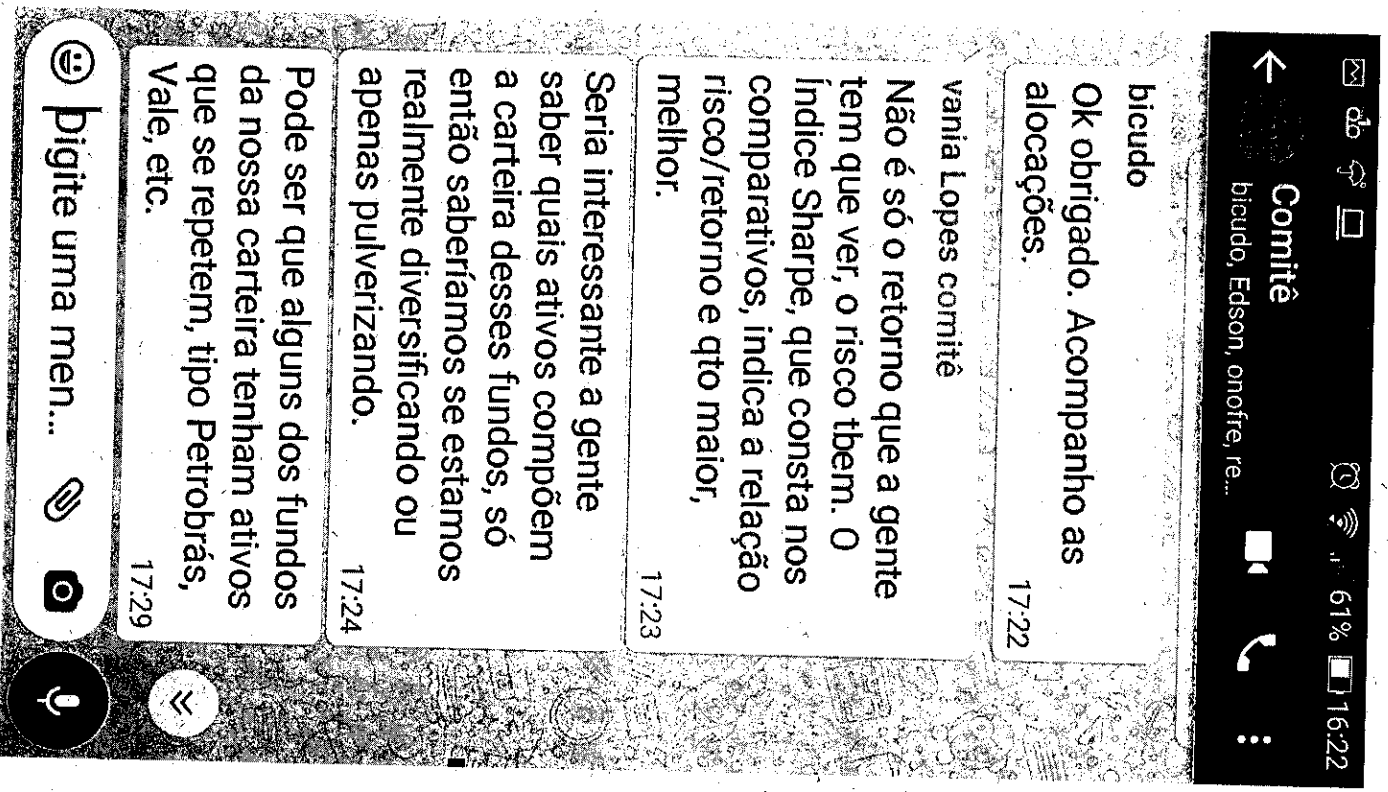 61% 16:22
Comitê
bicudo, Edson, onofre, re...
bicudo
Ok obrigado. Acompanho as
alocações.
17:22
vania Lopes comitê
Não é só o retorno que a gente
tem que ver, o risco tbem. O
Índice Sharpe, que consta nos
comparativos, indica a relação
risco/retorno e qto maior,
melhor.
17:23
Seria interessante a gente
saber quais ativos compõem
a carteira desses fundos, só
então saberíamos se estamos
realmente diversificando ou
apenas pulverizando.
17:24
Pode ser que alguns dos fundos
da nossa carteira tenham ativos
que se repetem, tipo Petrobrás,
Vale, etc.
17:29
Digite uma men...